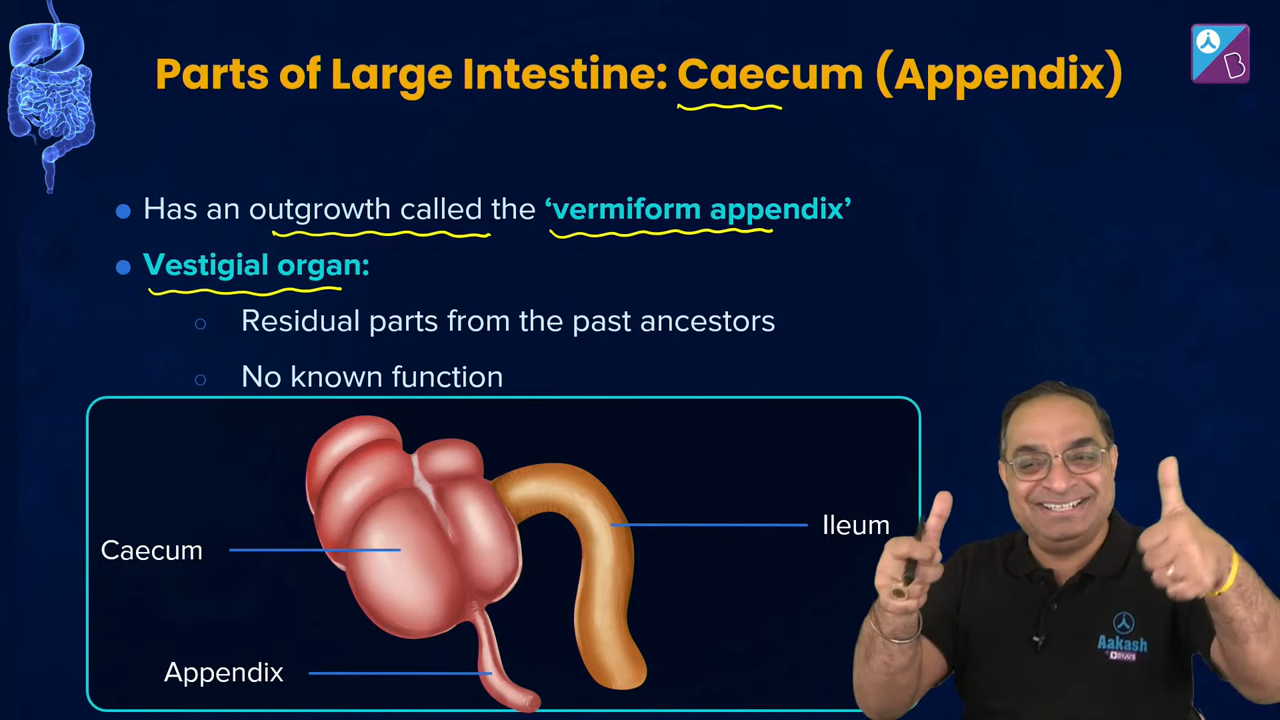 Parts of Large Intestine: Caecum (Appendix)
Has an outgrowth called the ‘vermiform appendix’
Vestigial organ:
Residual parts from the past ancestors
No known function
Caecum
Ileum
Appendix
Aakash
BYJU'S